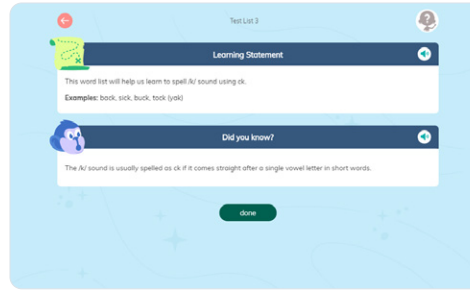 Test List 3
Learning Statement
This word list will help us learn to spell /k/ sound using ck.
Examples: back, sick, buck, tock (yak)
Did you know?
The /k/ sound is usually spelled as ck if it comes straight after a single vowel letter in short words.
done